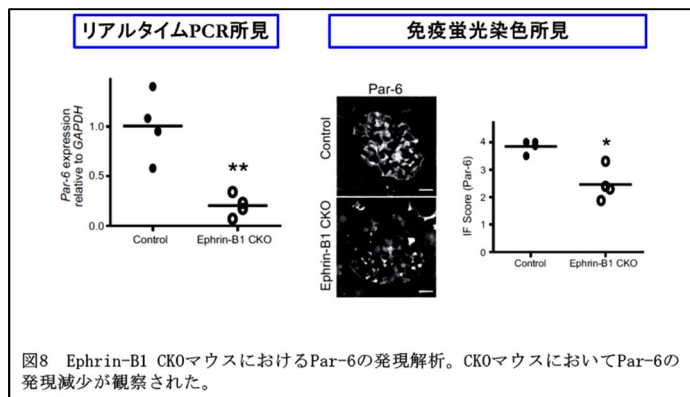 リアルタイムPCR所見
免疫蛍光染色所見
Par-6 expression
relative to GAPDH
1.0
0.5
0.0
**
Control
Ephrin-B1 CKO
Par-6
Control
Ephrin-B1 CKO
IF Score (Par-6)
4
3
2
1
0
*
Control
Ephrin-B1 CKO
図8 Ephrin-B1 CKOマウスにおけるPar-6の発現解析。CKOマウスにおいてPar-6の
発現減少が観察された。